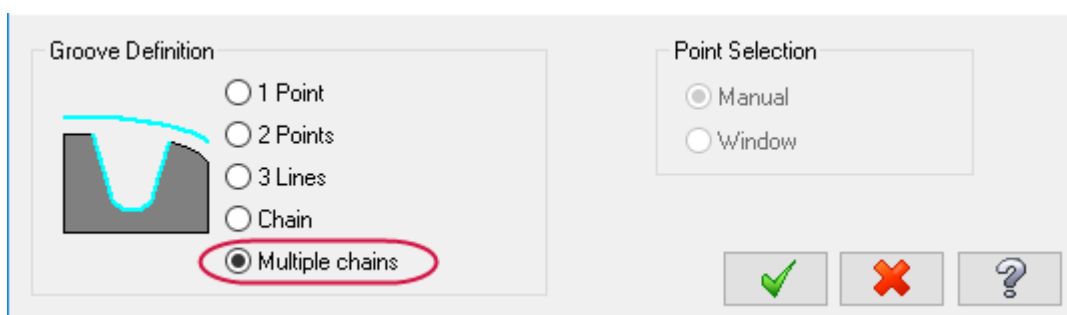 Groove Definition
1 Point
2 Points
3 Lines
Chain
Multiple chains
Point Selection
Manual
Window